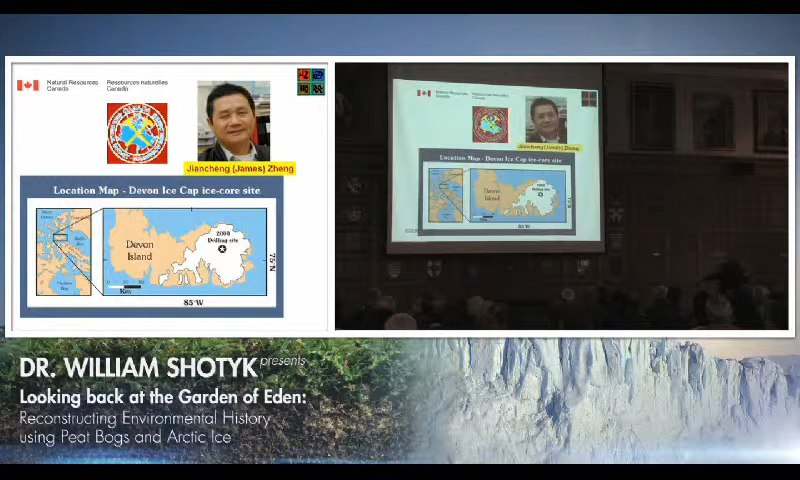 Natural Resources Ressources naturelles
Canada Canada
Jiancheng (James) Zheng
Location Map - Devon Ice Cap ice-core site
Devon
Island
2000
Drilling site
Km
75°N
85°W
Jiancheng (James) Zheng
Location Map - Devon Ice Cap ice-core site
Devon
Island
DR. WILLIAM SHOTYK presents
Looking back at the Garden of Eden:
Reconstructing Environmental History
using Peat Bogs and Arctic Ice